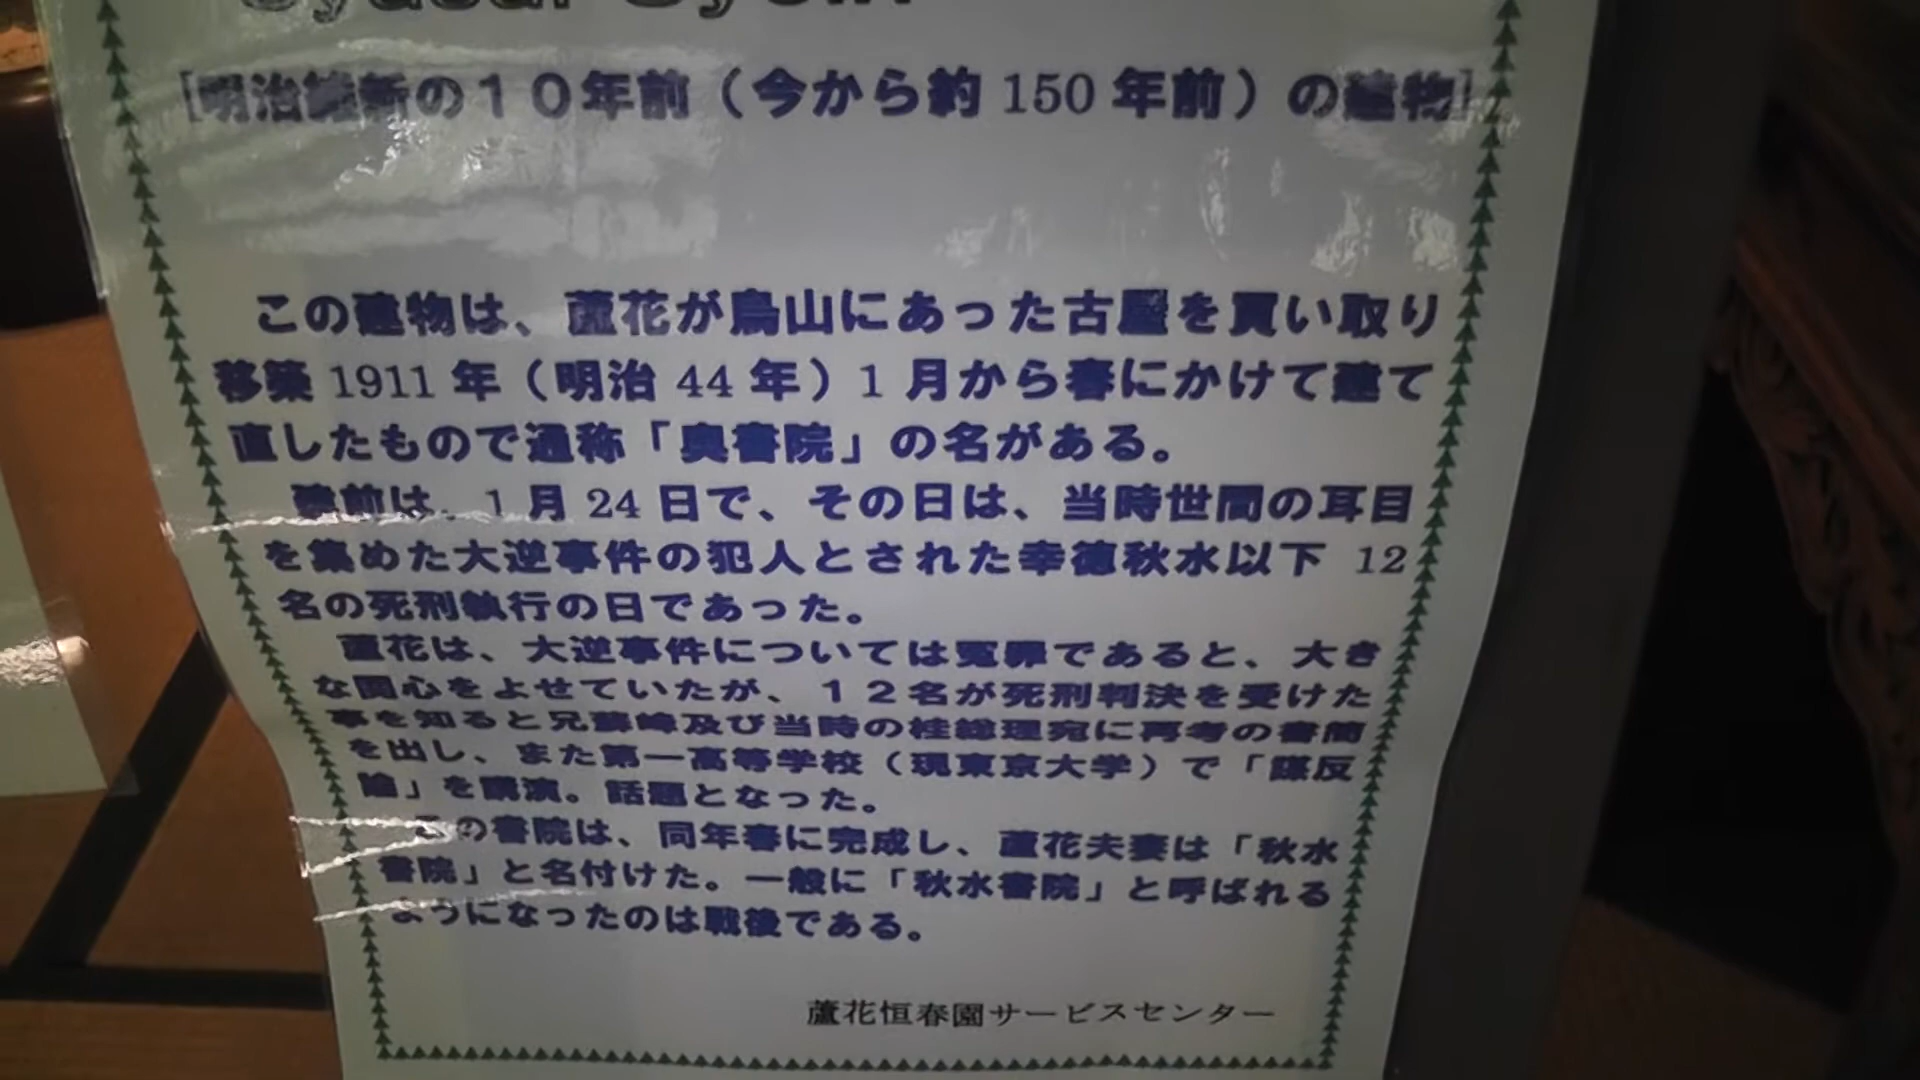 [明治維新の10年前（今から約150年前）の建物]
この建物は、蘆花が烏山にあった古屋を買い取り
移築1911年（明治44年）1月から春にかけて建て
直したもので通称「奥書院」の名がある。
建前は、1月24日で、その日は、当時世間の耳目
を集めた大逆事件の犯人とされた幸徳秋水以下12
名の死刑執行の日であった。
蘆花は、大逆事件については冤罪であると、大き
な関心をよせていたが、12名が死刑判決を受けた
事を知ると兄蘇峰及び当時の桂総理宛に再考の書簡
を出し、また第一高等学校（現東京大学）で「謀反
論」を講演。話題となった。
この書院は、同年春に完成し、蘆花夫妻は「秋水
書院」と名付けた。一般に「秋水書院」と呼ばれる
ようになったのは戦後である。
蘆花恒春園サービスセンター